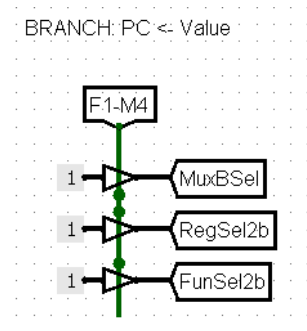 BRANCH: PC <- Value
F1-M4
1 MuxBSel
1 RegSel2b
1 FunSel2b